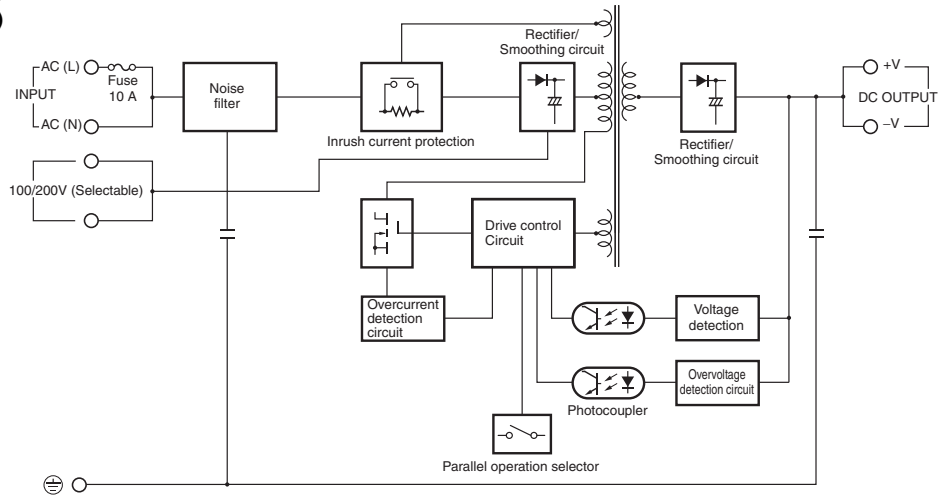 AC (L)
Fuse
10 A
INPUT
AC (N)
Noise
filter
Inrush current protection
Rectifier/
Smoothing circuit
Rectifier/
Smoothing circuit
+V
DC OUTPUT
–V
100/200V (Selectable)
Drive control
Circuit
Overcurrent
detection
circuit
Voltage
detection
Overvoltage
detection circuit
Photocoupler
Parallel operation selector